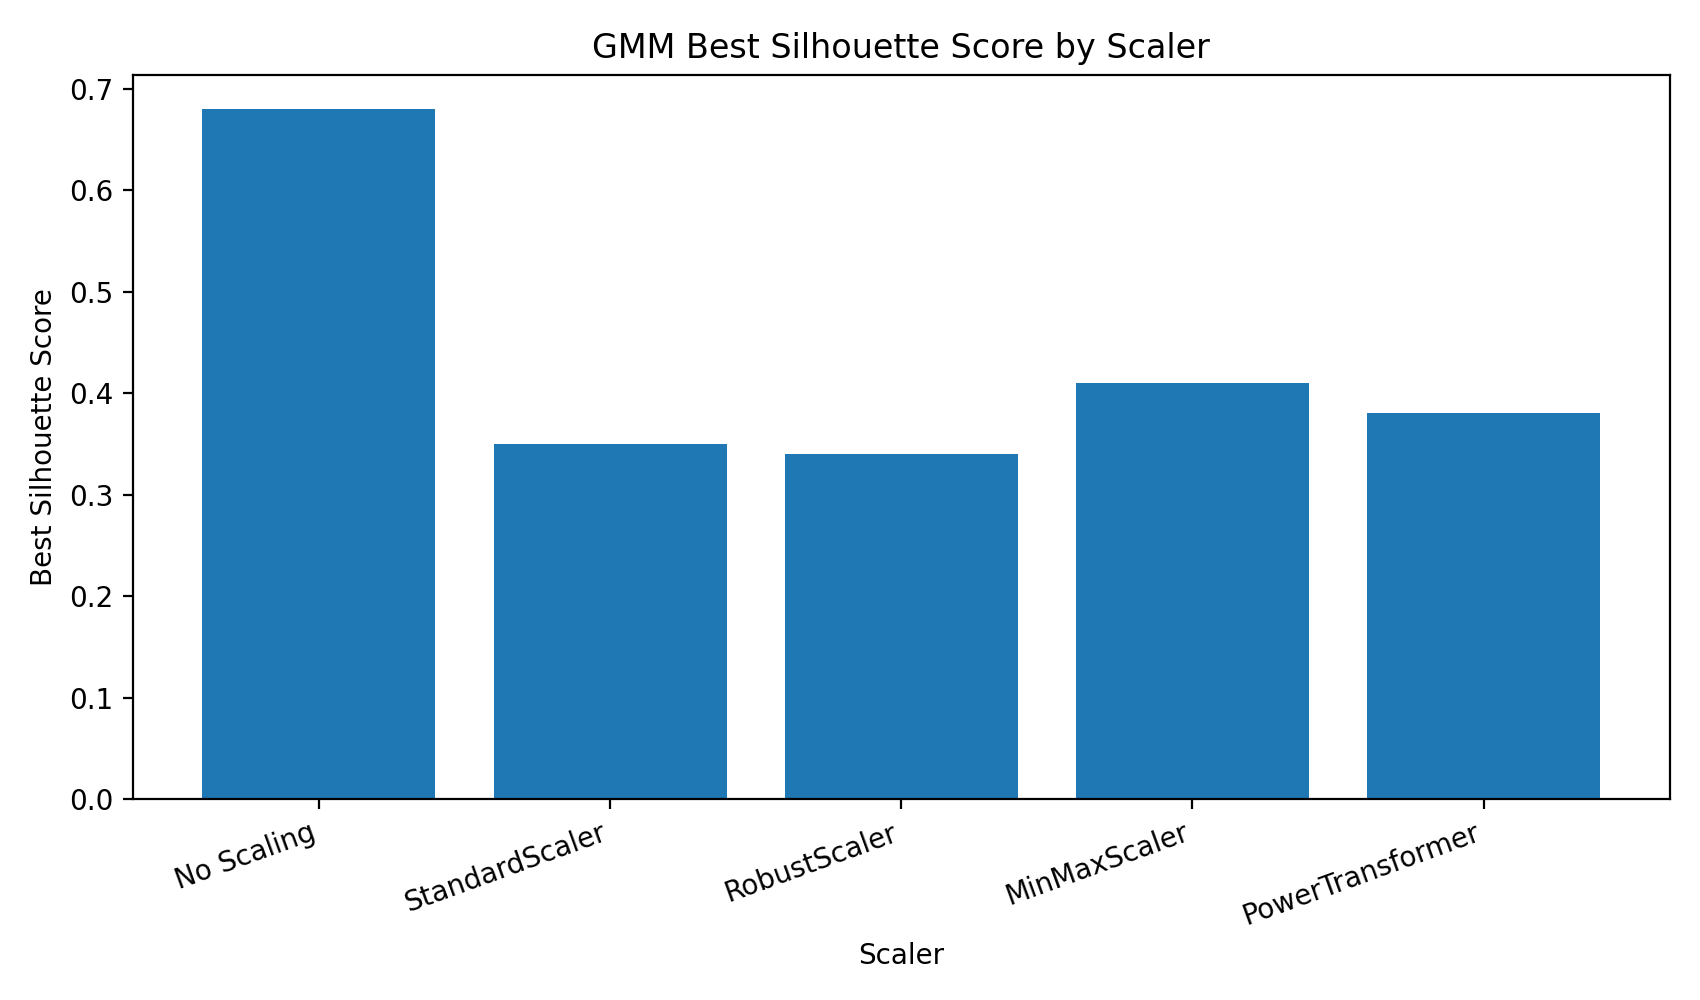 GMM Best Silhouette Score by Scaler
Best Silhouette Score
0.7
0.6
0.5
0.4
0.3
0.2
0.1
0.0
No Scaling
StandardScaler
RobustScaler
MinMaxScaler
PowerTransformer
Scaler